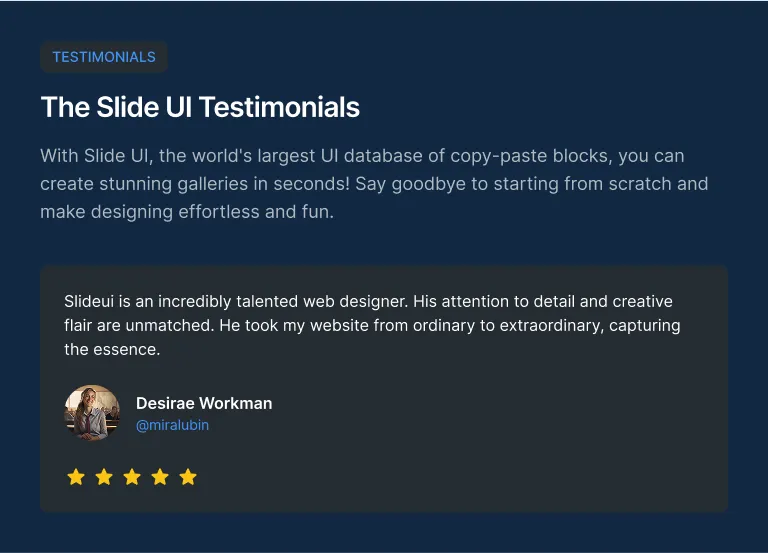 TESTIMONIALS
The Slide UI Testimonials
With Slide UI, the world's largest UI database of copy-paste blocks, you can
create stunning galleries in seconds! Say goodbye to starting from scratch and
make designing effortless and fun.
Slideui is an incredibly talented web designer. His attention to detail and creative
flair are unmatched. He took my website from ordinary to extraordinary, capturing
the essence.
Desirae Workman
@miralubin